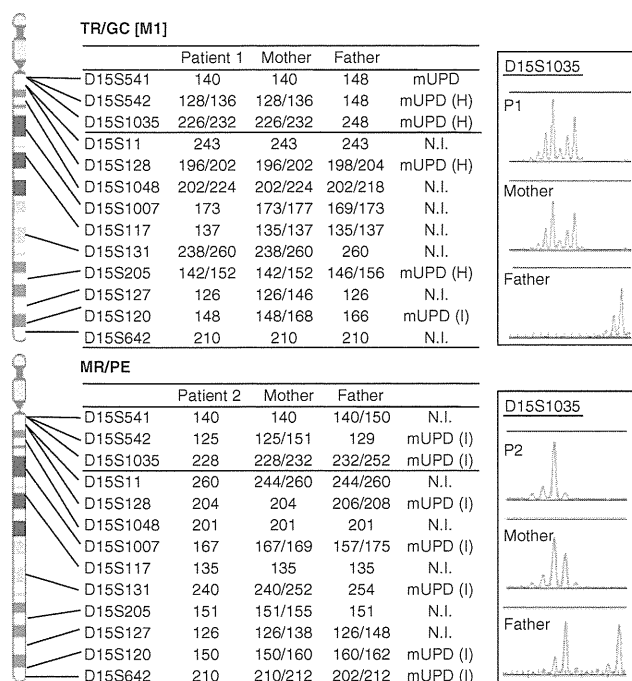 TR/GC [M1]
Patient 1 Mother Father
D15S541 140 140 148 mUPD
D15S542 128/136 128/136 148 mUPD (H)
D15S1035 226/232 226/232 248 mUPD (H)
D15S11 243 243 243 N.I.
D15S128 196/202 196/202 198/204 mUPD (H)
D15S1048 202/224 202/224 202/218 N.I.
D15S1007 173 173/177 169/173 N.I.
D15S117 137 135/137 135/137 N.I.
D15S131 238/260 238/260 260 N.I.
D15S205 142/152 142/152 146/156 mUPD (H)
D15S127 126 126/146 126 N.I.
D15S120 148 148/168 166 mUPD (I)
D15S642 210 210 210 N.I.
D15S1035
P1
Mother
Father
MR/PE
Patient 2 Mother Father
D15S541 140 140 140/150 N.I.
D15S542 125 125/151 129 mUPD (I)
D15S1035 228 228/232 232/252 mUPD (I)
D15S11 260 244/260 244/260 N.I.
D15S128 204 204 206/208 mUPD (I)
D15S1048 201 201 201 N.I.
D15S1007 167 167/169 157/175 mUPD (I)
D15S117 135 135 135 N.I.
D15S131 240 240/252 254 mUPD (I)
D15S205 151 151/155 151 N.I.
D15S127 126 126/138 126/148 N.I.
D15S120 150 150/160 160/162 mUPD (I)
D15S642 210 210/212 202/212 mUPD (I)
D15S1035
P2
Mother
Father